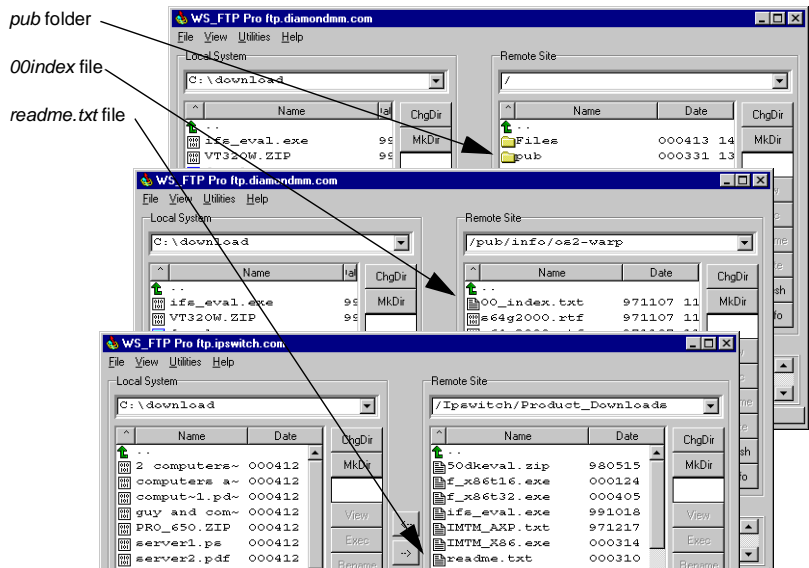 pub folder
00index file
readme.txt file
WS_FTP Pro ftp.diamondmm.com
File View Utilities Help
Local System
Remote Site
C:\download
/
^ Name
ChgDir
^ Name Date
ChgDir
..
..
ifs_eval.exe 99
MkDir
Files 000413 14
MkDir
VT320W.ZIP 99
pub 000331 13
WS_FTP Pro ftp.diamondmm.com
File View Utilities Help
Local System
Remote Site
C:\download
/pub/info/os2-warp
^ Name
ChgDir
^ Name Date
ChgDir
..
..
ifs_eval.exe 99
MkDir
00_index.txt 971107 11
MkDir
VT320W.ZIP 99
s64g2000.rtf 971107 11
WS_FTP Pro ftp.ipswitch.com
File View Utilities Help
Local System
Remote Site
C:\download
/Ipswitch/Product_Downloads
^ Name Date
ChgDir
^ Name Date
ChgDir
..
..
2 computers~ 000412
MkDir
50dkeval.zip 980515
MkDir
computers a~ 000412
f_x86t16.exe 000124
comput~1.pd~ 000412
f_x86t32.exe 000405
guy and com~ 000412
View
ifs_eval.exe 991018
View
PRO_650.ZIP 000412
<--
IMTM_AXP.txt 971217
server1.ps 000412
Exec
IMTM_X86.exe 000314
Exec
server2.pdf 000412
-->
readme.txt 000310
Rename
Rename